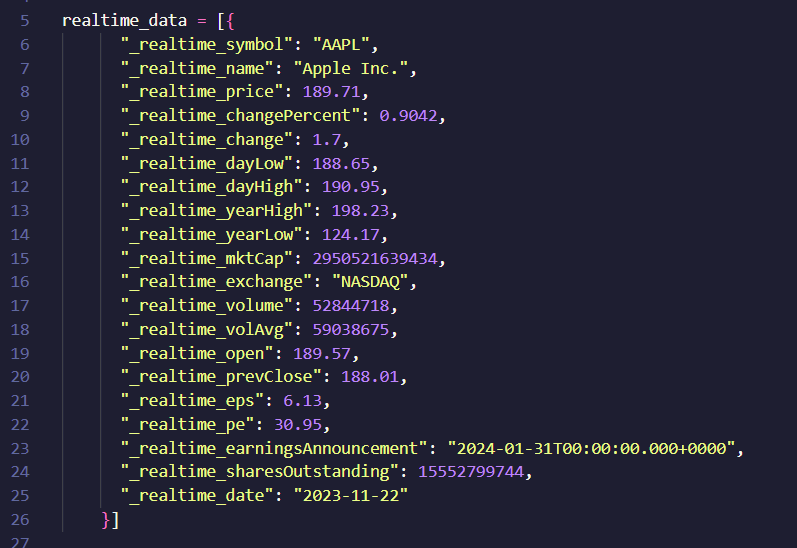 5 realtime_data = [{
6 "_realtime_symbol": "AAPL",
7 "_realtime_name": "Apple Inc.",
8 "_realtime_price": 189.71,
9 "_realtime_changePercent": 0.9042,
10 "_realtime_change": 1.7,
11 "_realtime_dayLow": 188.65,
12 "_realtime_dayHigh": 190.95,
13 "_realtime_yearHigh": 198.23,
14 "_realtime_yearLow": 124.17,
15 "_realtime_mktCap": 2950521639434,
16 "_realtime_exchange": "NASDAQ",
17 "_realtime_volume": 52844718,
18 "_realtime_volAvg": 59038675,
19 "_realtime_open": 189.57,
20 "_realtime_prevClose": 188.01,
21 "_realtime_eps": 6.13,
22 "_realtime_pe": 30.95,
23 "_realtime_earningsAnnouncement": "2024-01-31T00:00:00.000+0000",
24 "_realtime_sharesOutstanding": 15552799744,
25 "_realtime_date": "2023-11-22"
26 }]
27